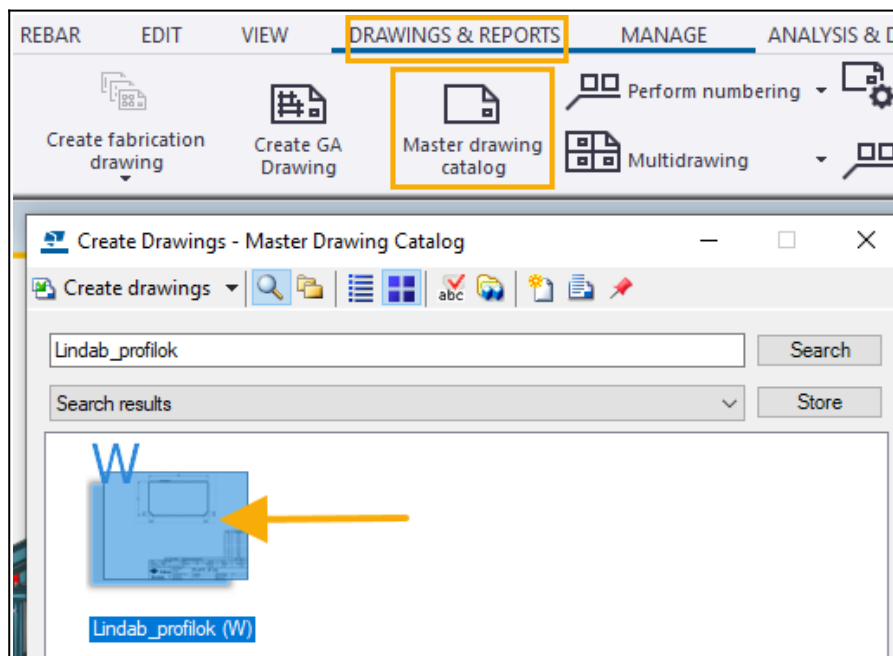 REBAR EDIT VIEW DRAWINGS & REPORTS MANAGE ANALYSIS & D
Create fabrication
drawing
Create GA
Drawing
Master drawing
catalog
Perform numbering
Multidrawing
Create Drawings - Master Drawing Catalog
Create drawings
abc
Lindab_profilok
Search
Search results
Store
W
Lindab_profilok (W)